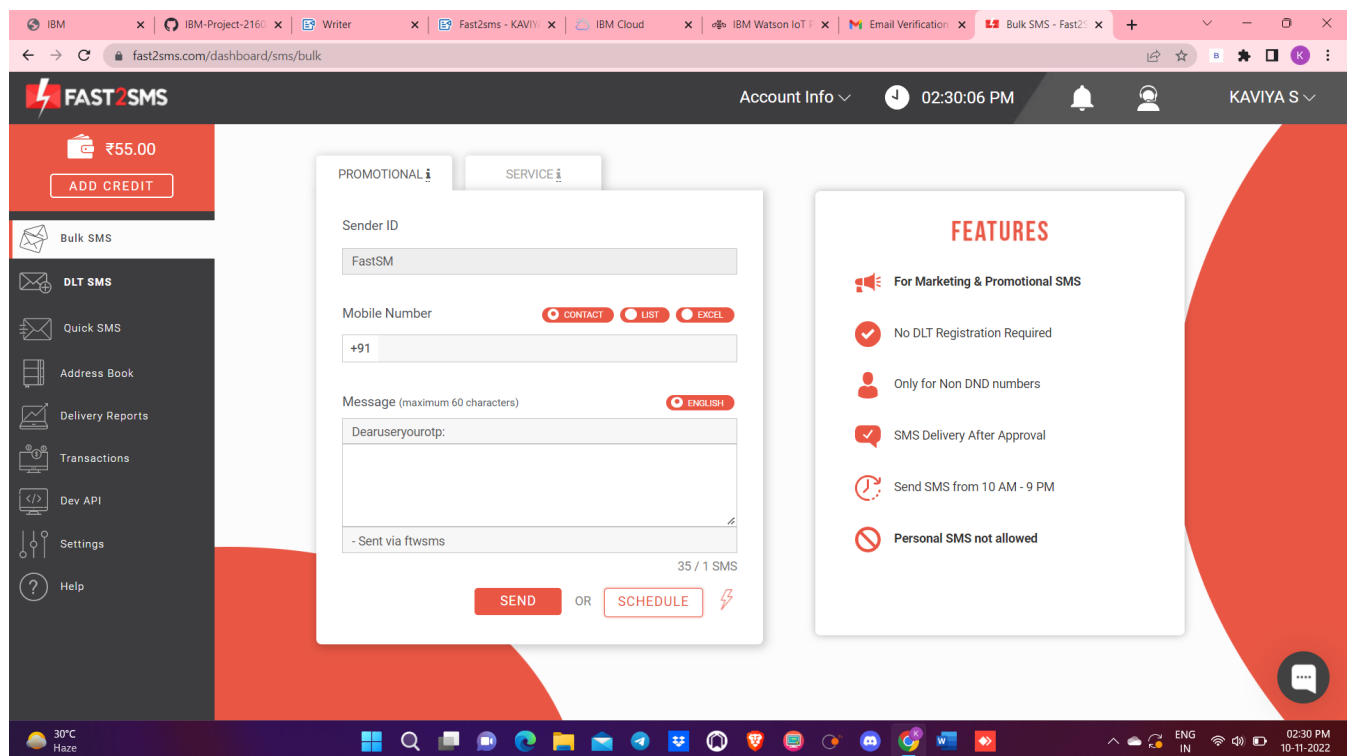 IBM
IBM-Project-2160
Writer
Fast2sms - KAVIY
IBM Cloud
IBM Watson IoT P
Email Verification
Bulk SMS - Fast2S
fast2sms.com/dashboard/sms/bulk
B
K
FAST2SMS
Account Info
02:30:06 PM
KAVIYA S
₹55.00
ADD CREDIT
Bulk SMS
DLT SMS
Quick SMS
Address Book
Delivery Reports
Transactions
Dev API
Settings
Help
PROMOTIONAL i
SERVICE i
Sender ID
FastSM
Mobile Number
CONTACT
LIST
EXCEL
+91
Message (maximum 60 characters)
ENGLISH
Dearuseryourotp:
- Sent via ftwsms
35 / 1 SMS
SEND
OR
SCHEDULE
FEATURES
For Marketing & Promotional SMS
No DLT Registration Required
Only for Non DND numbers
SMS Delivery After Approval
Send SMS from 10 AM - 9 PM
Personal SMS not allowed
30°C
Haze
ENG
IN
02:30 PM
10-11-2022